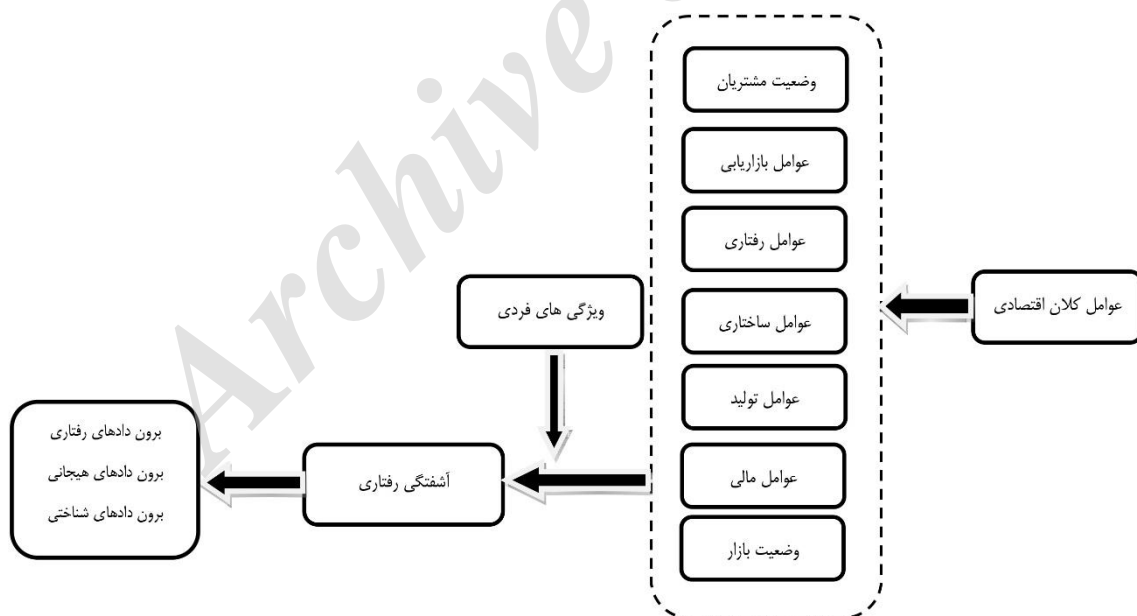 وضعیت مشتریان
عوامل بازاریابی
عوامل رفتاری
عوامل ساختاری
عوامل تولید
عوامل مالی
وضعیت بازار
عوامل کلان اقتصادی
ویژگی های فردی
آشفتگی رفتاری
برون دادهای رفتاری
برون دادهای هیجانی
برون دادهای شناختی
Archive